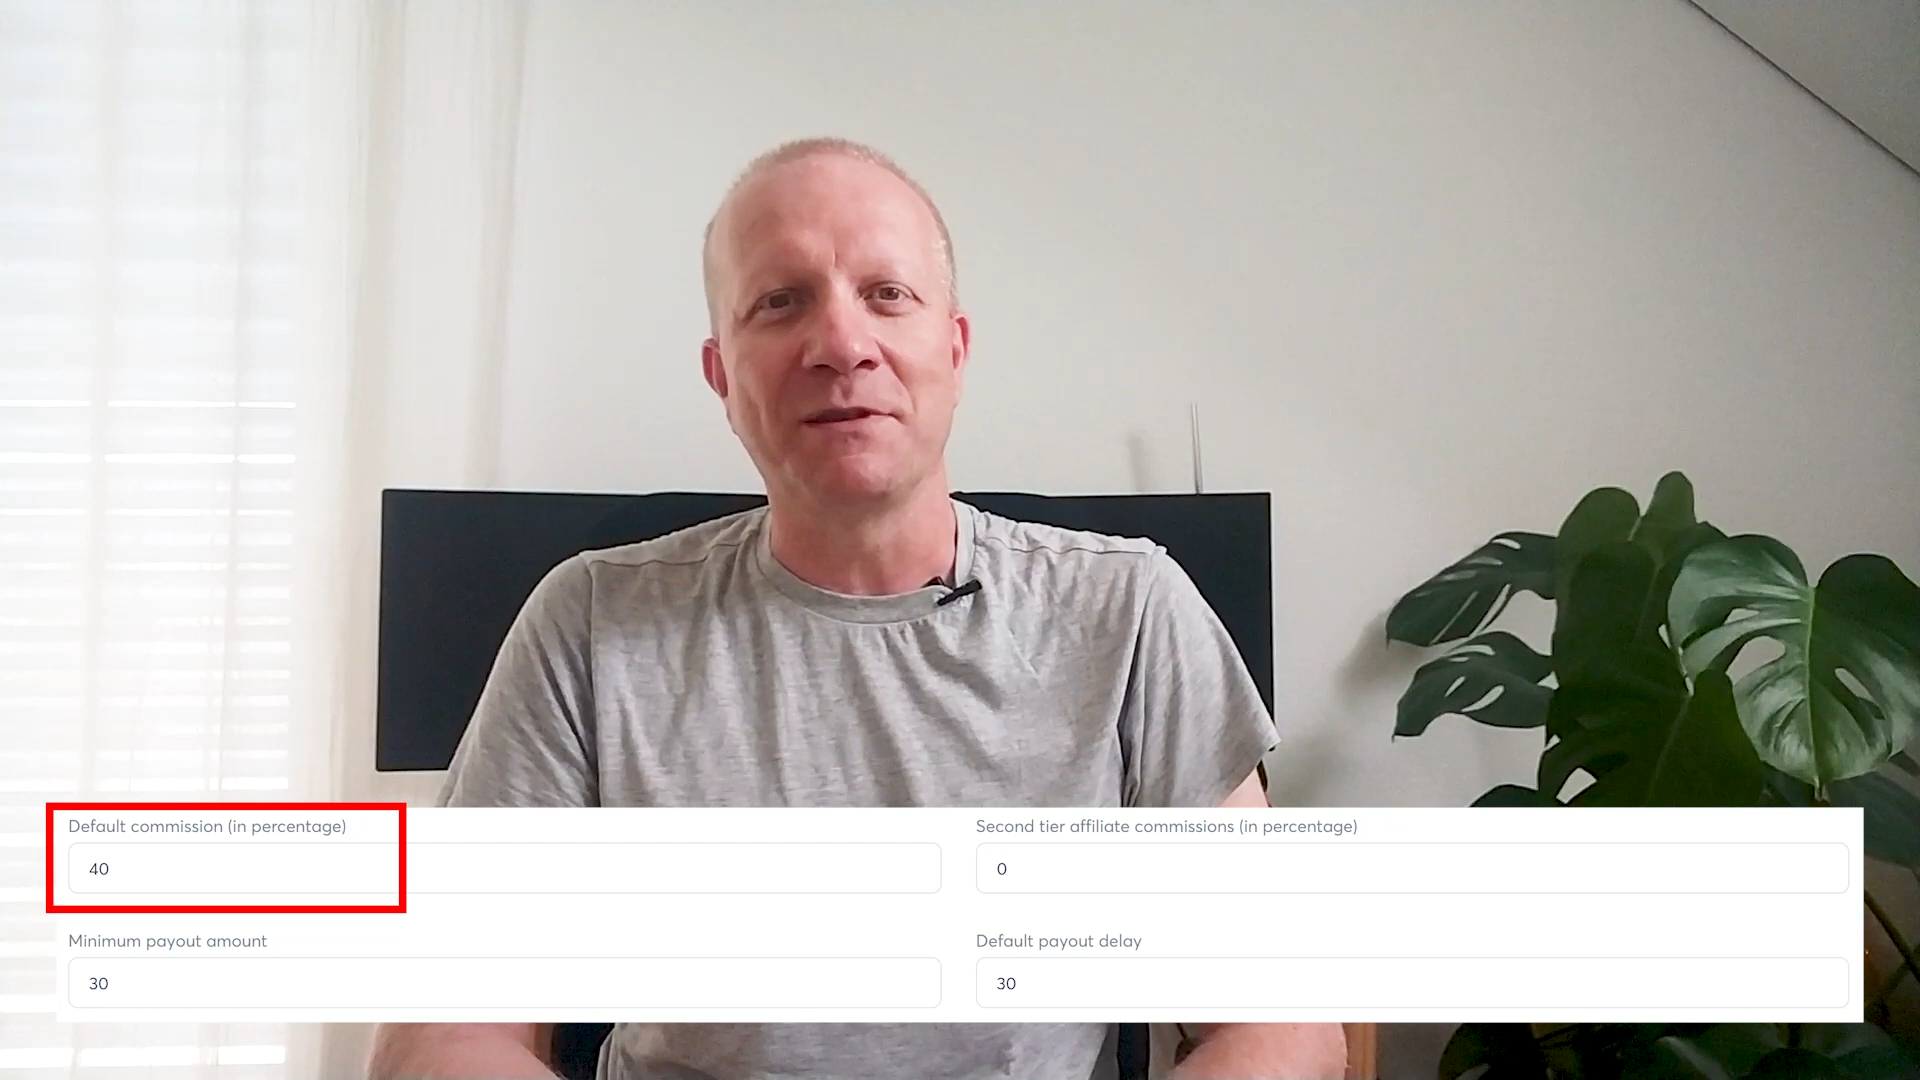 Default commission (in percentage)
Second tier affiliate commissions (in percentage)
40
0
Minimum payout amount
Default payout delay
30
30